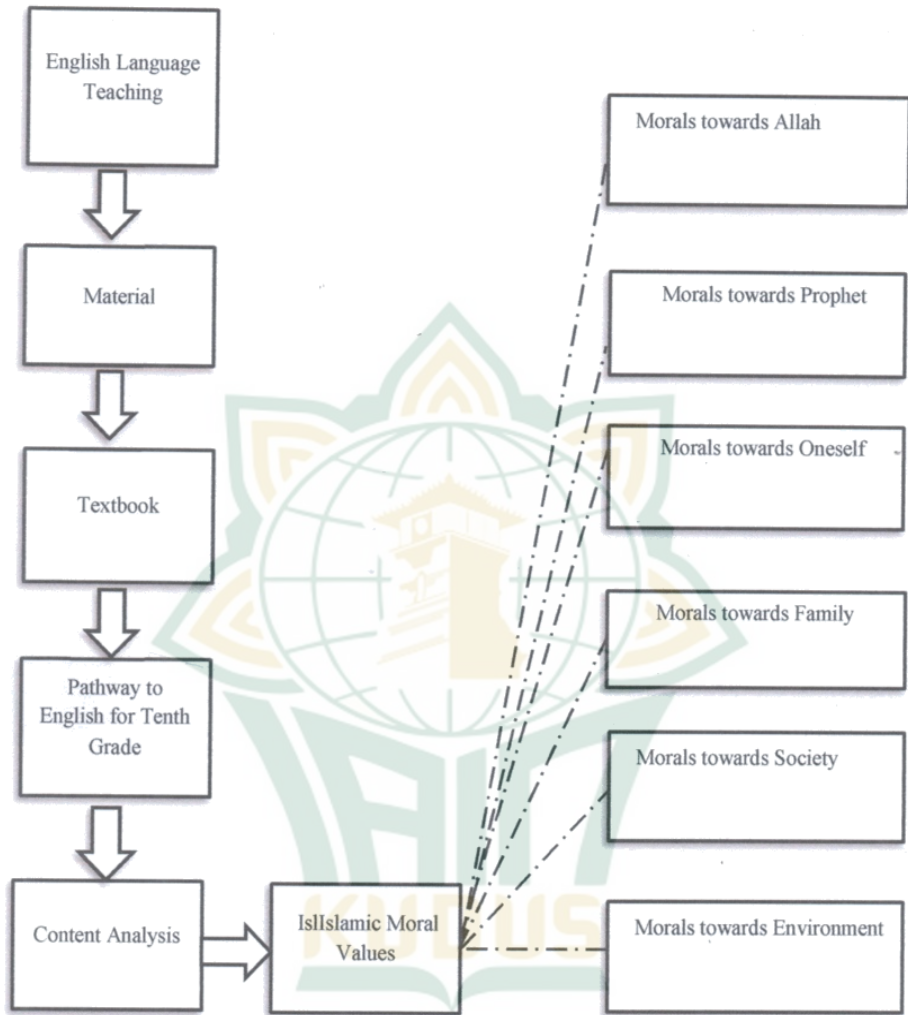 English Language
Teaching
Material
Textbook
Pathway to
English for Tenth
Grade
Content Analysis
IslIslamic Moral
Values
Morals towards Allah
Morals towards Prophet
Morals towards Oneself
Morals towards Family
Morals towards Society
Morals towards Environment
IAIN
KUDUS